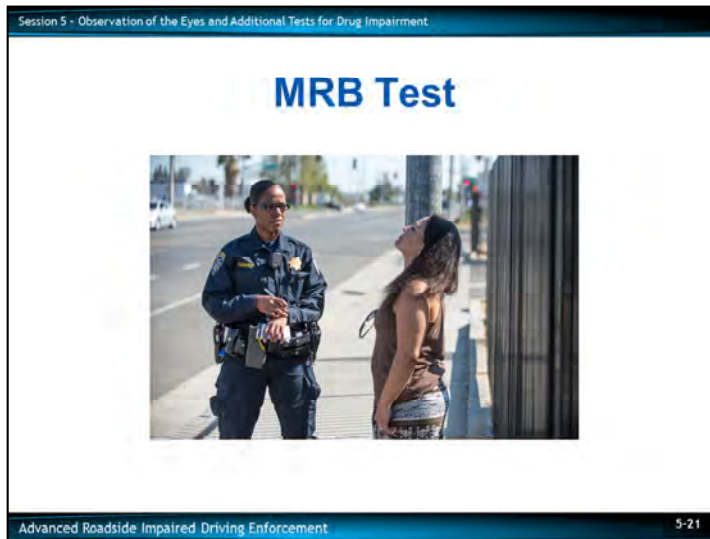 Session 5 - Observation of the Eyes and Additional Tests for Drug Impairment
MRB Test
Advanced Roadside Impaired Driving Enforcement
5-21